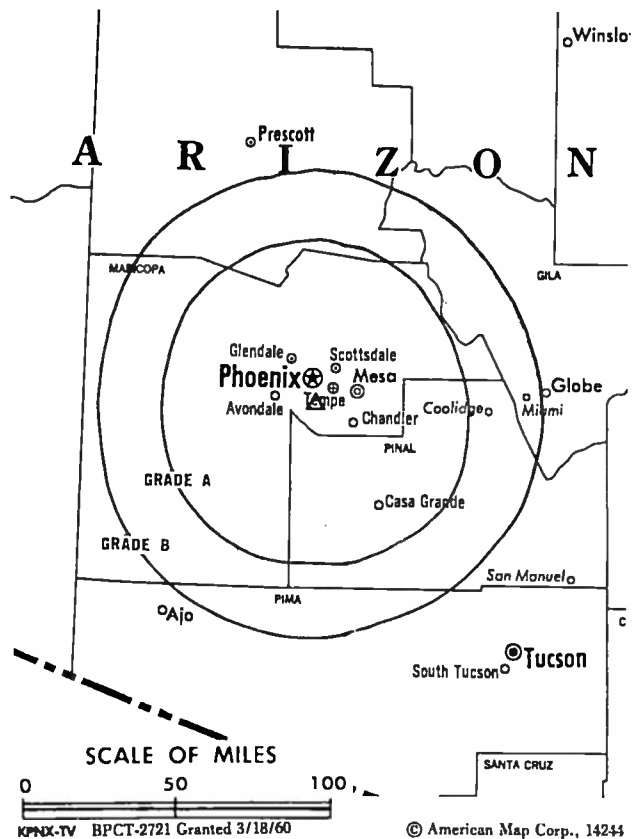 Winslo
Prescott
A R I Z O N
MARICOPA
GILA
Glendale
Scottsdale
Phoenix
Mesa
Tempe
Globe
Miami
Avondale
Chandler
Coolidge
PINAL
GRADE A
Casa Grande
GRADE B
San Manuel
PIMA
Ajo
C
Tucson
South Tucson
SCALE OF MILES
SANTA CRUZ
0 50 100
KPNX-TV BPCT-2721 Granted 3/18/60
© American Map Corp., 14244